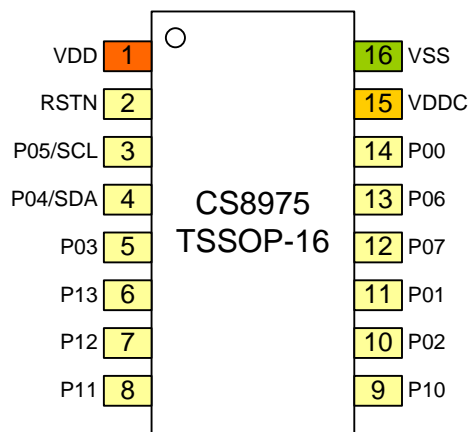 VDD 1 16 VSS
RSTN 2 15 VDDC
P05/SCL 3 14 P00
P04/SDA 4 CS8975 13 P06
P03 5 TSSOP-16 12 P07
P13 6 11 P01
P12 7 10 P02
P11 8 9 P10